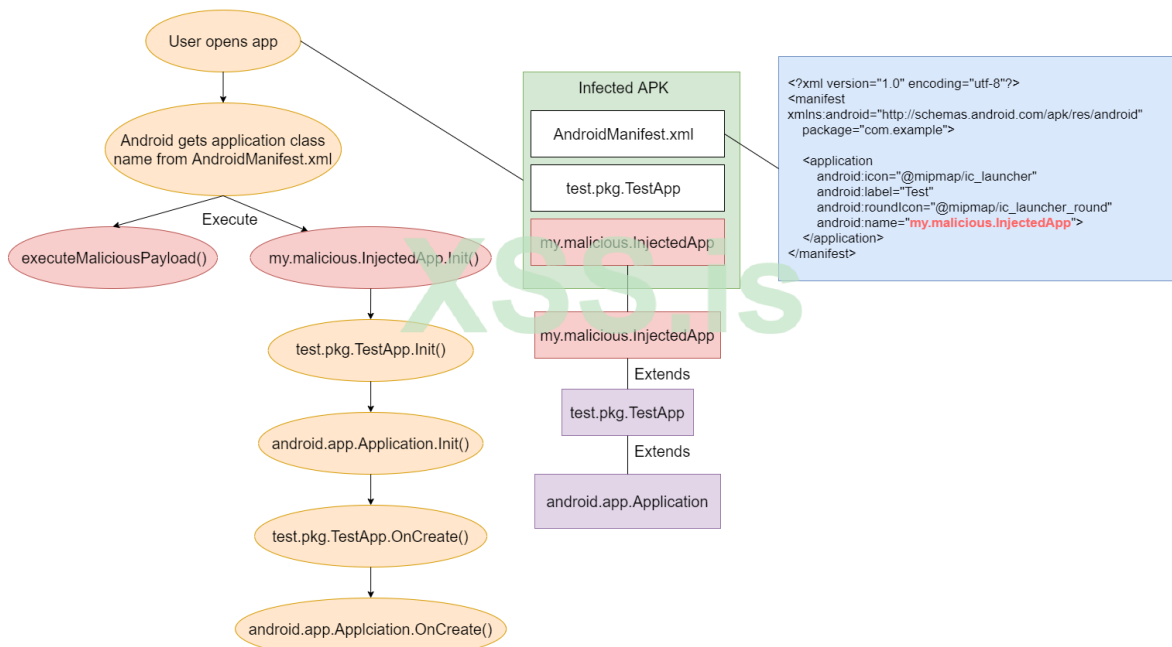 User opens app
Android gets application class
name from AndroidManifest.xml
Execute
executeMaliciousPayload()
my.malicious.InjectedApp.Init()
test.pkg.TestApp.Init()
android.app.Application.Init()
test.pkg.TestApp.OnCreate()
android.app.Applciation.OnCreate()
Infected APK
AndroidManifest.xml
test.pkg.TestApp
my.malicious.InjectedApp
my.malicious.InjectedApp
Extends
test.pkg.TestApp
Extends
android.app.Application
<?xml version="1.0" encoding="utf-8"?>
<manifest
xmlns:android="http://schemas.android.com/apk/res/android"
package="com.example">
<application
android:icon="@mipmap/ic_launcher"
android:label="Test"
android:roundIcon="@mipmap/ic_launcher_round"
android:name="my.malicious.InjectedApp">
</application>
</manifest>
XSS.is